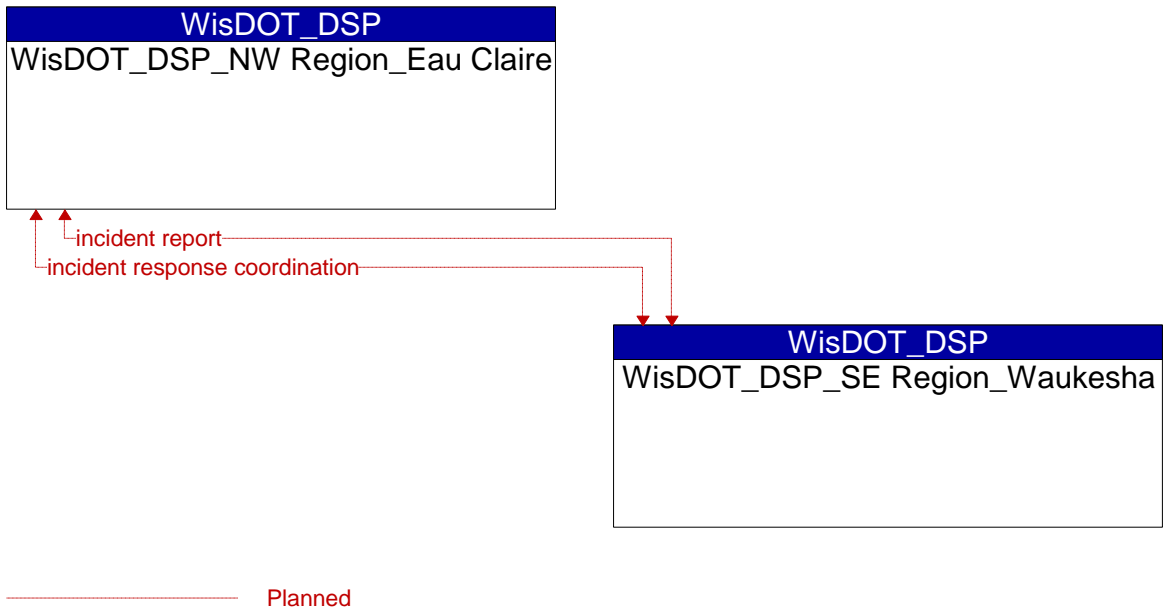 WisDOT_DSP
WisDOT_DSP_NW Region_Eau Claire
incident report
incident response coordination
WisDOT_DSP
WisDOT_DSP_SE Region_Waukesha
Planned